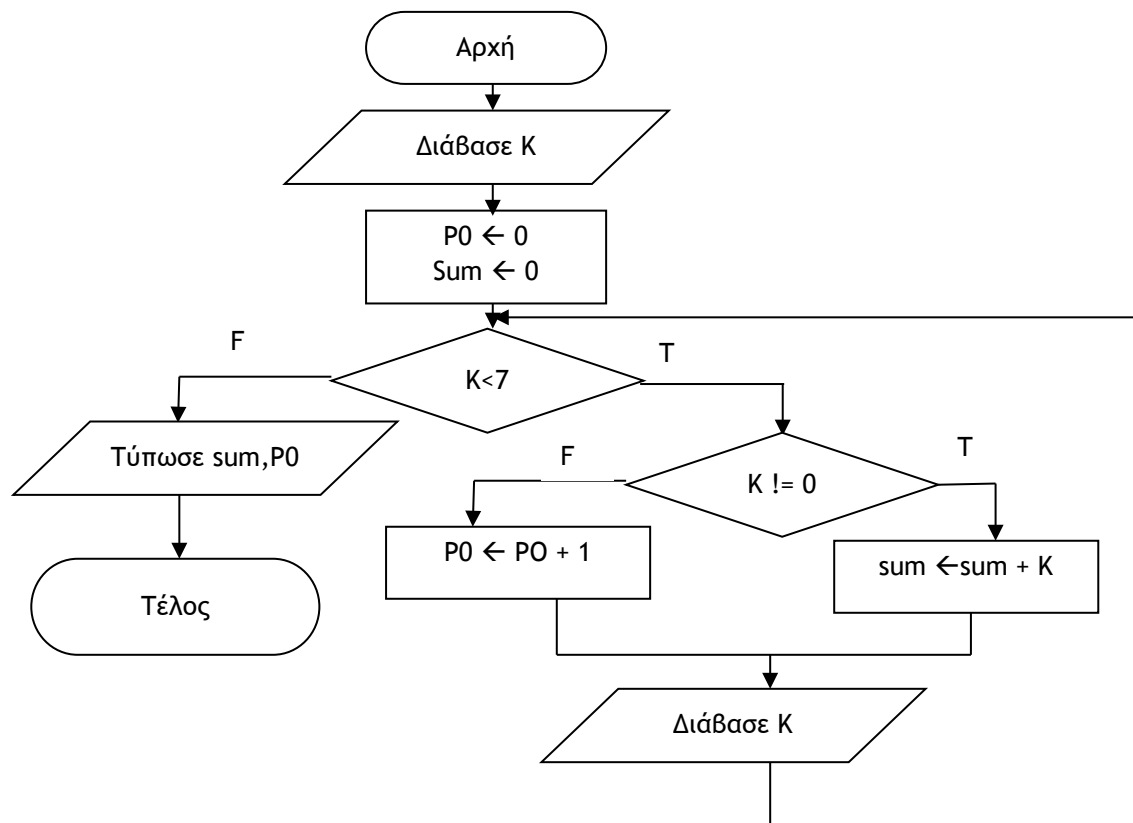 Αρχή
Διάβασε K
P0 ← 0
Sum ← 0
F
T
K<7
Τύπωσε sum,P0
F
T
K != 0
P0 ← PO + 1
sum ←sum + K
Τέλος
Διάβασε K